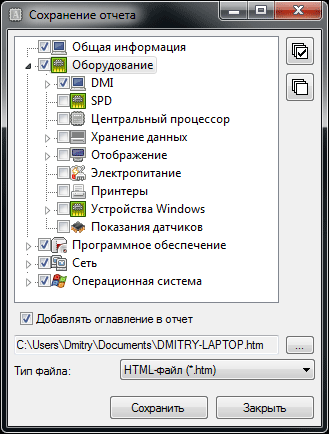 Сохранение отчета
Общая информация
Оборудование
DMI
SPD
Центральный процессор
Хранение данных
Отображение
Электропитание
Принтеры
Устройства Windows
Показания датчиков
Программное обеспечение
Сеть
Операционная система
Добавлять оглавление в отчет
C:\Users\Dmitry\Documents\DMITRY-LAPTOP.htm ...
Тип файла: HTML-файл (*.htm)
Сохранить Закрыть